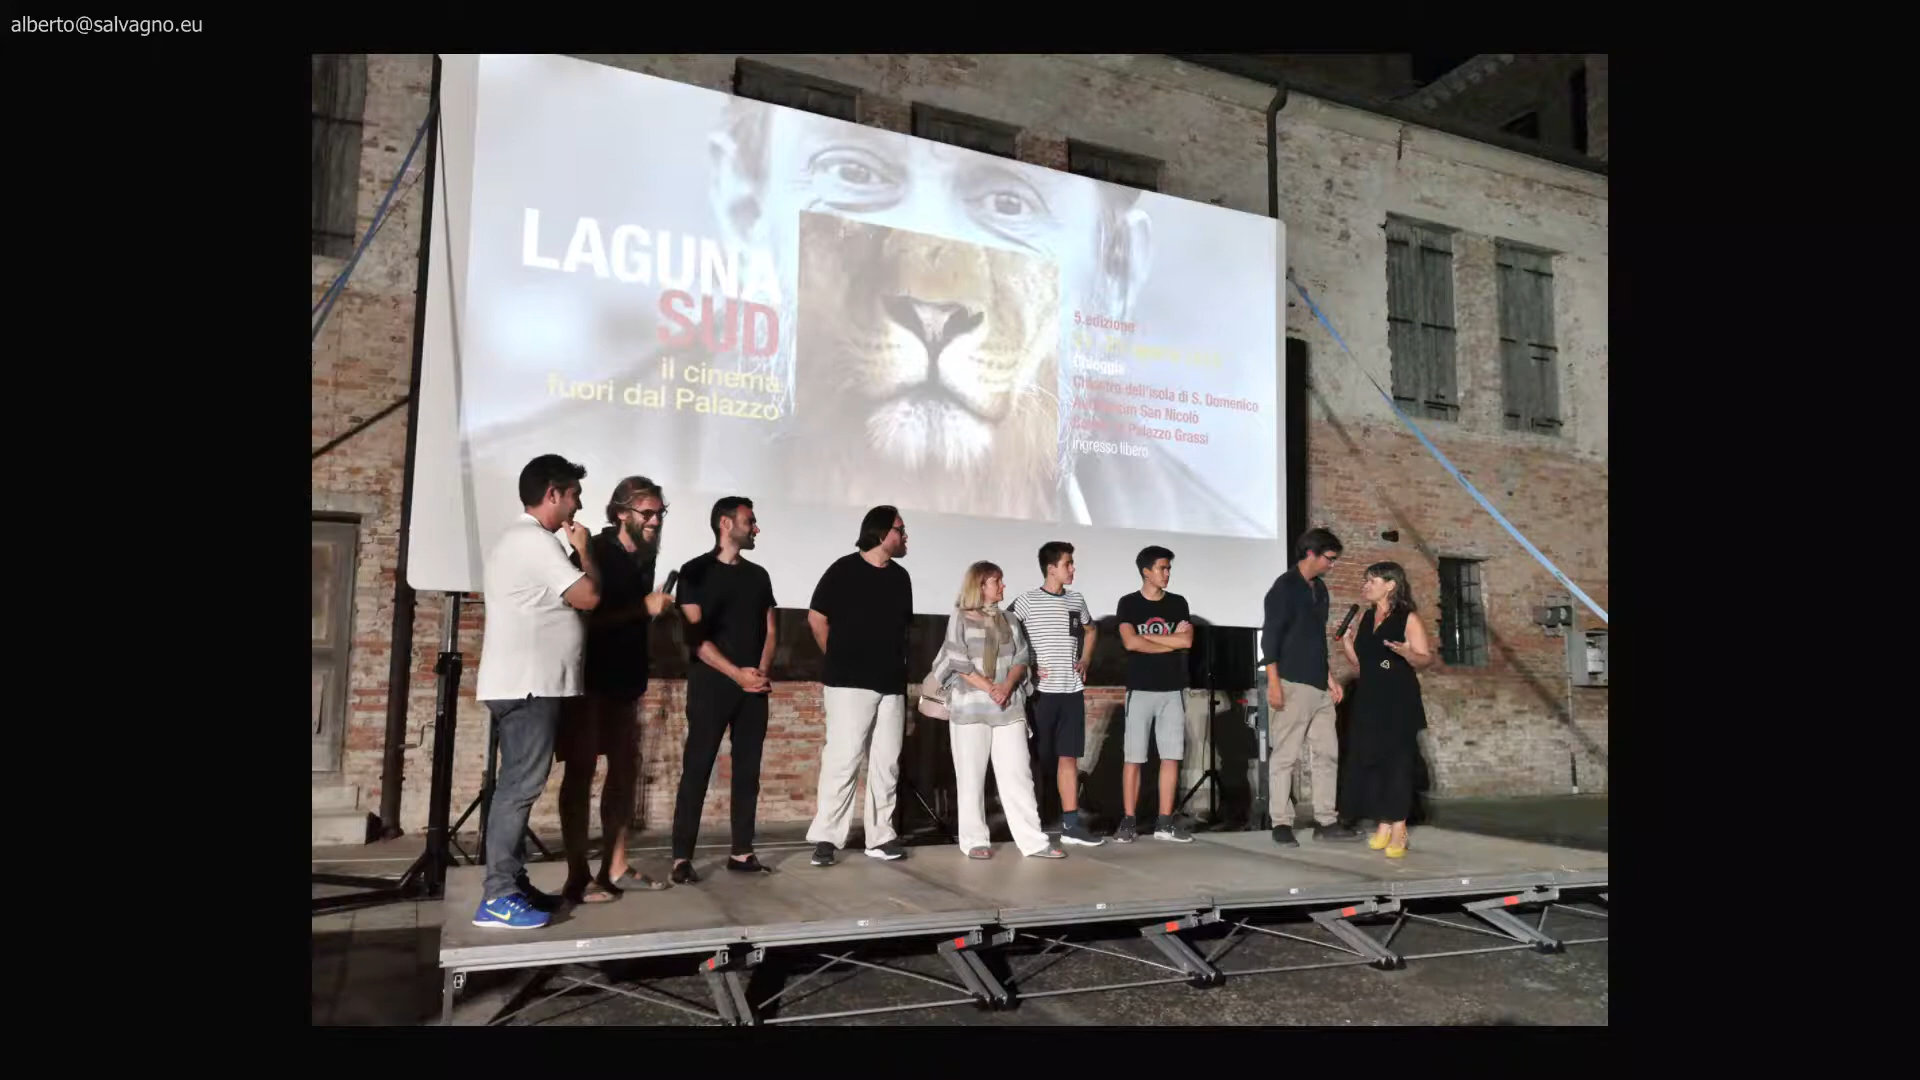 alberto@salvagno.eu
LAGUNA
SUD
il cinema
fuori dal Palazzo
5.edizione
Chioggia
Chiostro dell'isola di S. Domenico
San Nicolò
Palazzo Grassi
ingresso libero
BOY